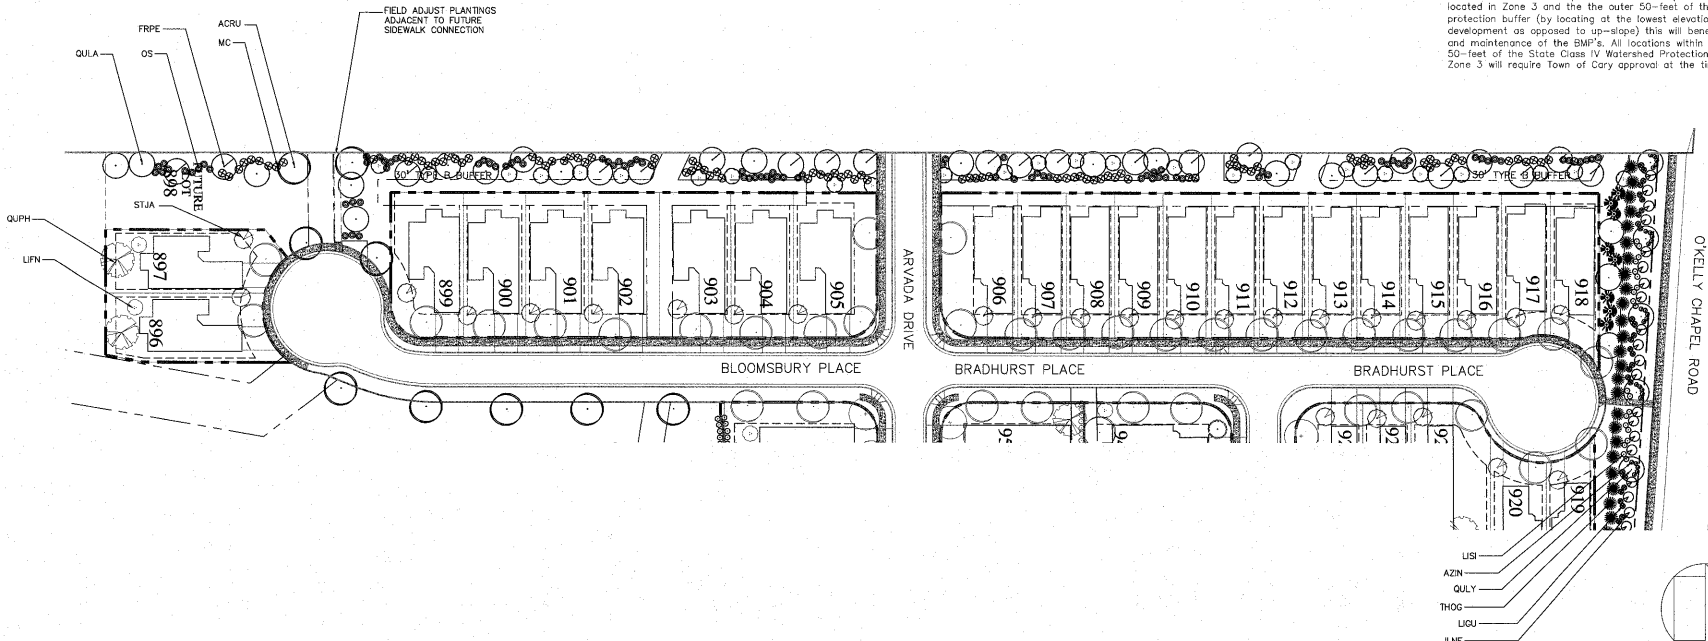 located in Zone 3 and the the outer 50-feet of th
protection buffer (by locating at the lowest elevatio
development as opposed to up-slope) this will bene
and maintenance of the BMP's. All locations within
50-feet of the State Class IV Watershed Protection
Zone 3 will require Town of Cary approval at the ti
FIELD ADJUST PLANTINGS
ADJACENT TO FUTURE
SIDEWALK CONNECTION
ACRU
FRPE
MC
QULA
OS
30' TYPE B BUFFER
30' TYPE B BUFFER
FUTURE
LOT
898
STJA
QUPH
LIFN
897
896
899
900
901
902
903
904
905
906
907
908
909
910
911
912
913
914
915
916
917
918
ARVADA DRIVE
O'KELLY CHAPEL ROAD
BLOOMSBURY PLACE
BRADHURST PLACE
BRADHURST PLACE
920
919
LISI
AZIN
QULY
THOG
LIGU